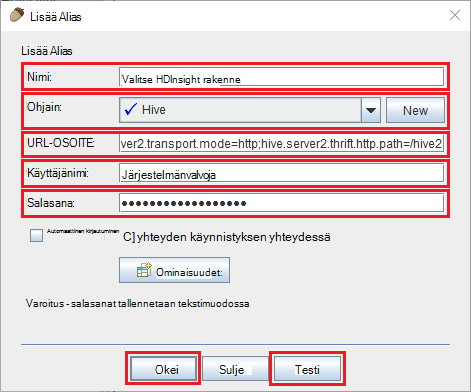 Lisää Alias
Lisää Alias
Nimi: Valitse HDInsight rakenne
Ohjain: Hive New
URL-OSOITE: ver2.transport.mode=http;hive.server2.thrift.http.path=/hive2
Käyttäjänimi: Järjestelmänvalvoja
Salasana: ●●●●●●●●●●●●●●●●●●
Automaattinen kirjautuminen C] yhteyden käynnistyksen yhteydessä
Ominaisuudet:
Varoitus - salasanat tallennetaan tekstimuodossa
Okei Sulje Testi